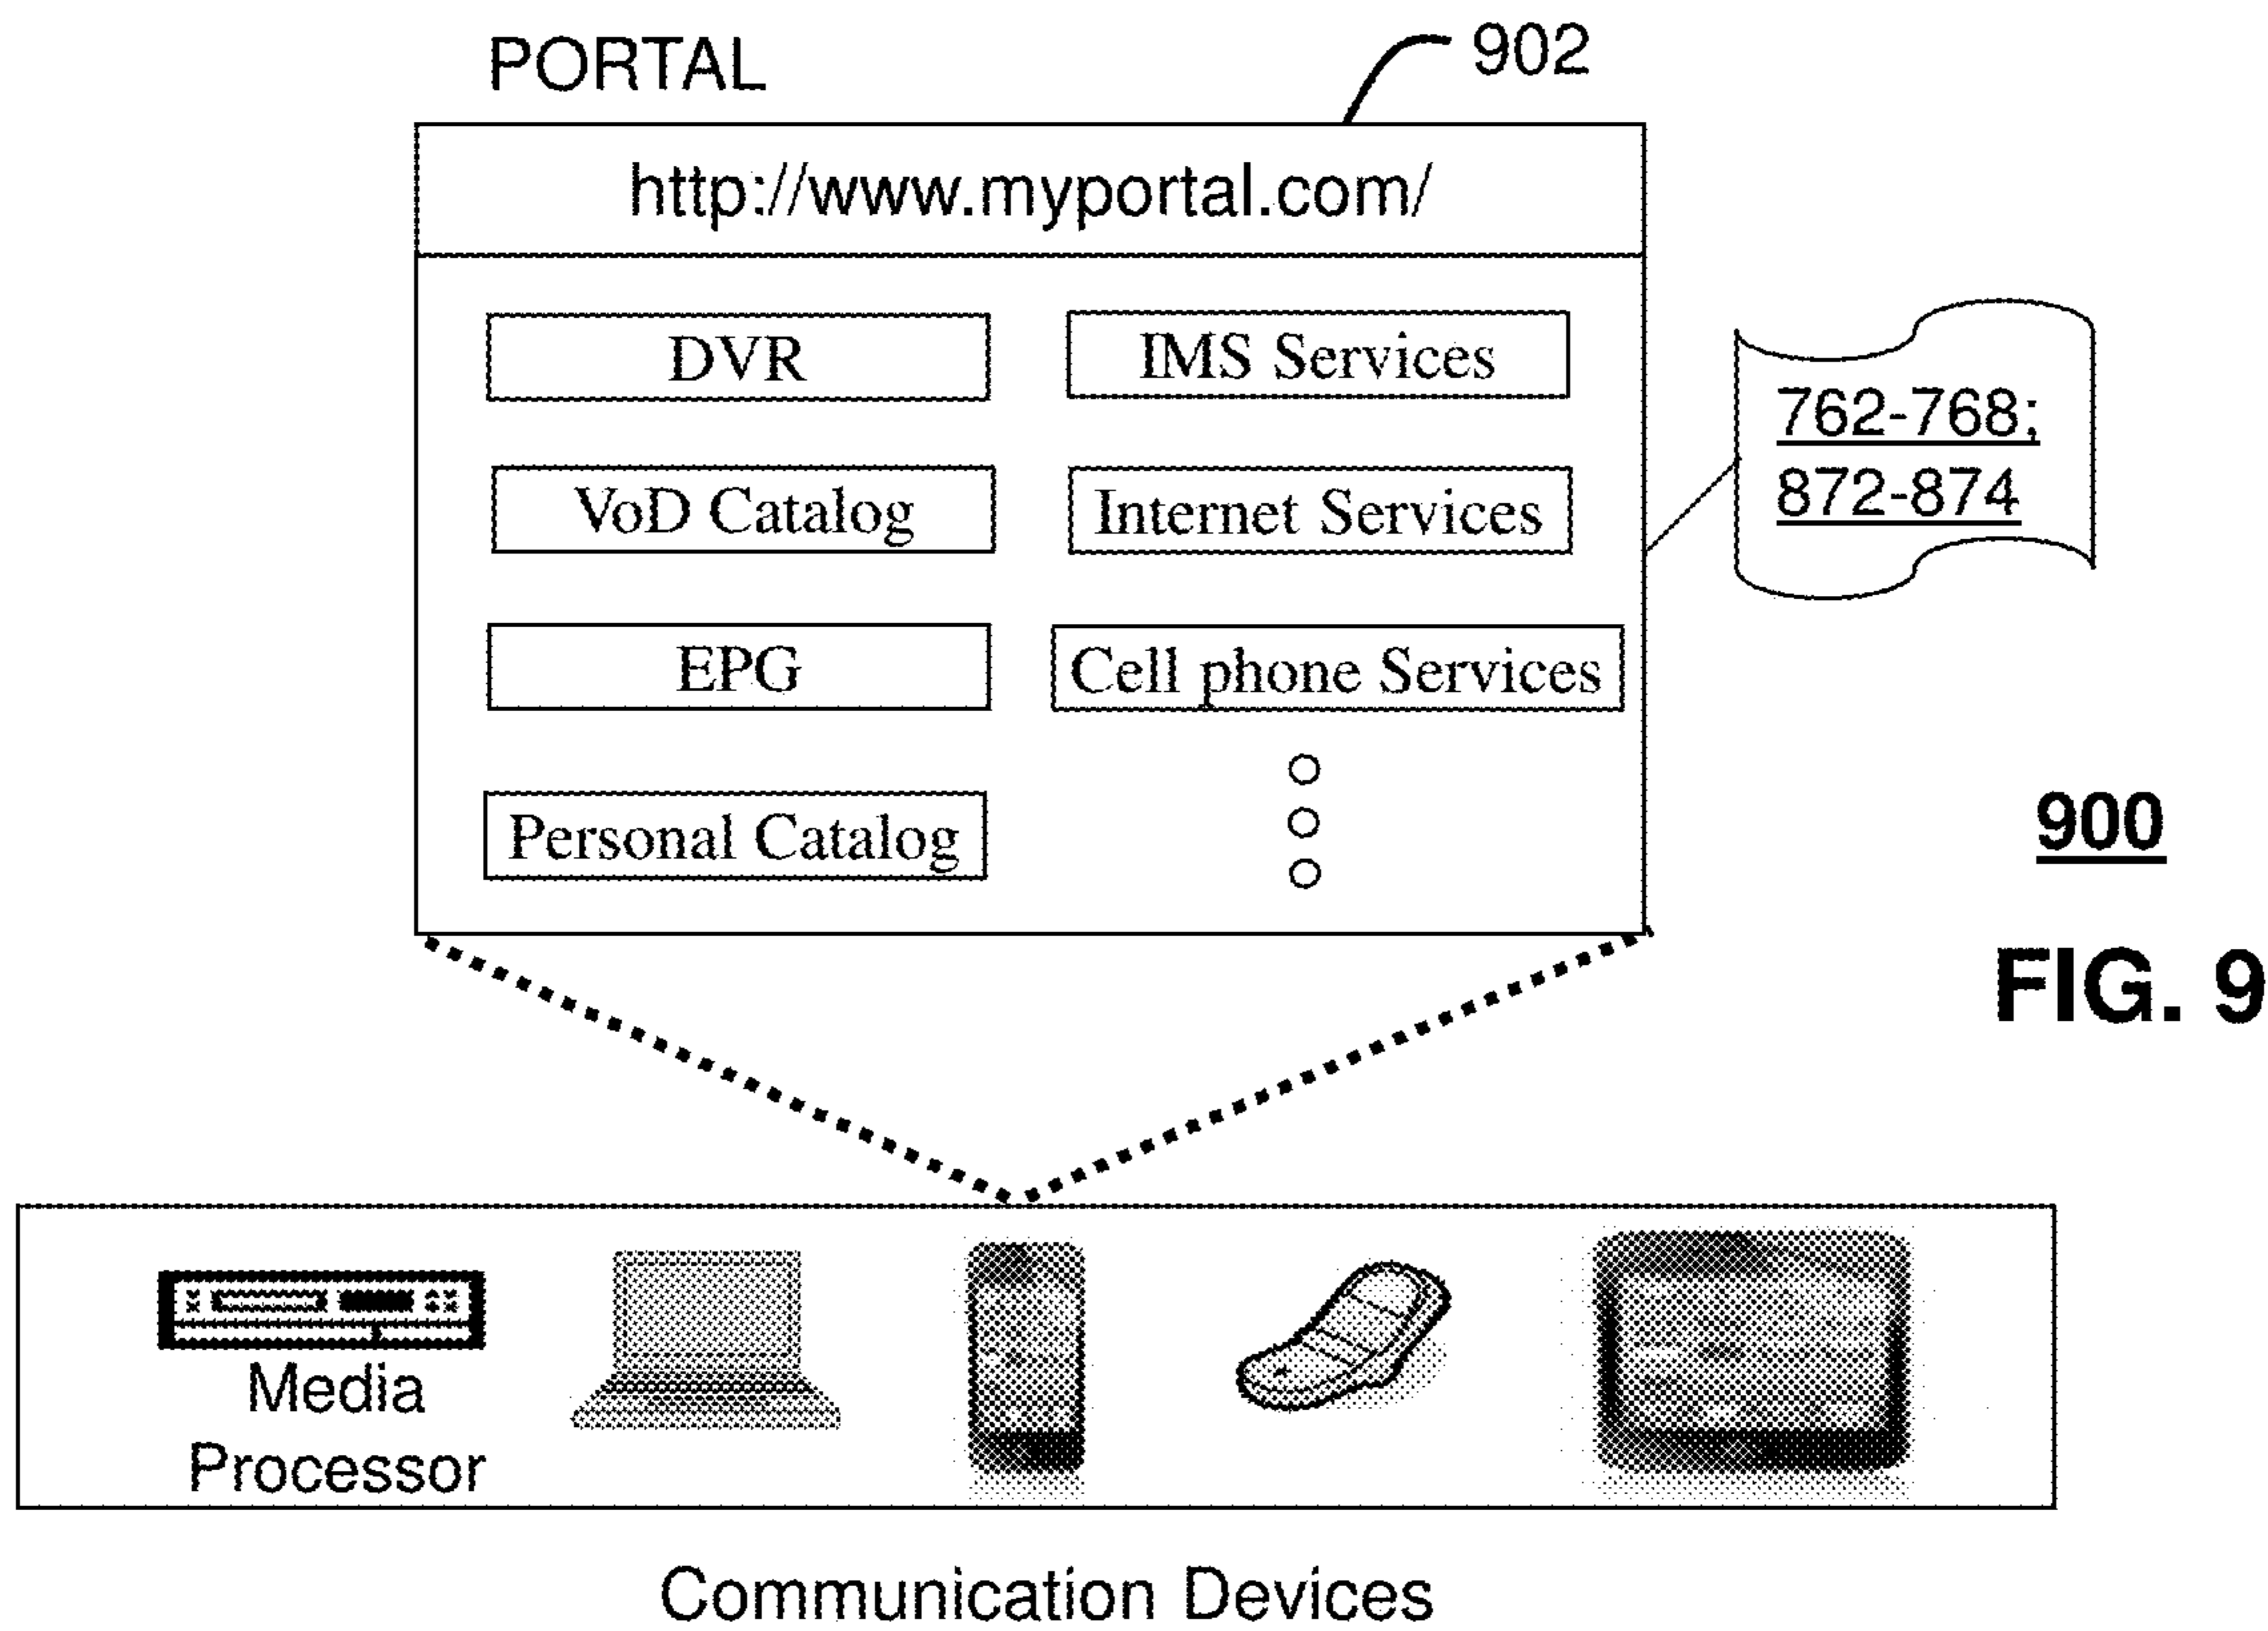 PORTAL
902
http://www.myportal.com/
DVR
IMS Services
VoD Catalog
Internet Services
EPG
Cell phone Services
Personal Catalog
762-768;
872-874
900
FIG. 9
Media
Processor
Communication Devices